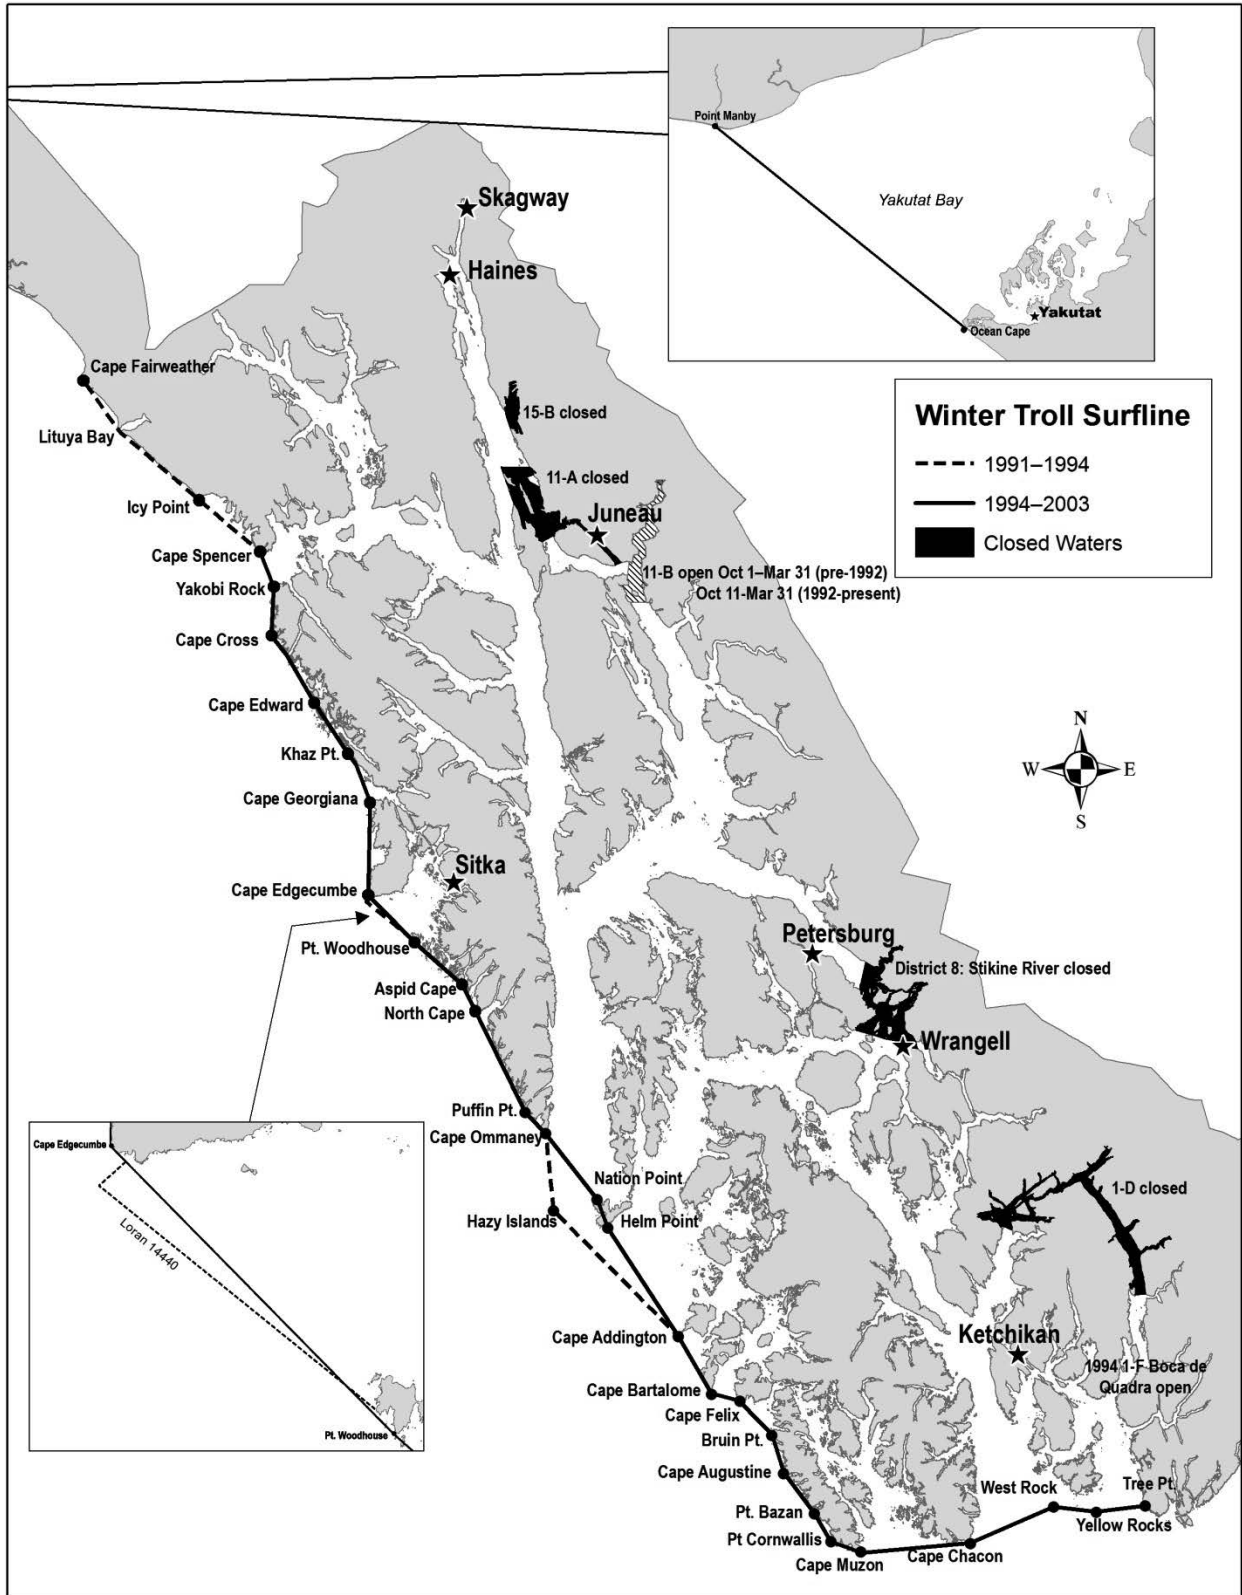 Point Manby
Yakutat Bay
Yakutat
Ocean Cape
Skagway
Haines
Cape Fairweather
Lituya Bay
Icy Point
Cape Spencer
Yakobi Rock
Cape Cross
Cape Edward
Khaz Pt.
Cape Georgiana
Cape Edgecumbe
Pt. Woodhouse
Aspid Cape
North Cape
Puffin Pt.
Cape Ommaney
Hazy Islands
Nation Point
Helm Point
Cape Addington
Cape Bartalome
Cape Felix
Bruin Pt.
Cape Augustine
Pt. Bazan
Pt Cornwallis
Cape Muzon
Cape Chacon
West Rock
Yellow Rocks
Tree Pt.
15-B closed
11-A closed
Juneau
11-B open Oct 1–Mar 31 (pre-1992)
Oct 11-Mar 31 (1992-present)
Sitka
Petersburg
District 8: Stikine River closed
Wrangell
1-D closed
Ketchikan
1994 1-F Boca de
Quadra open
Winter Troll Surfline
1991–1994
1994–2003
Closed Waters
N
W
E
S
Cape Edgecumbe
Loran 14440
Pt. Woodhouse